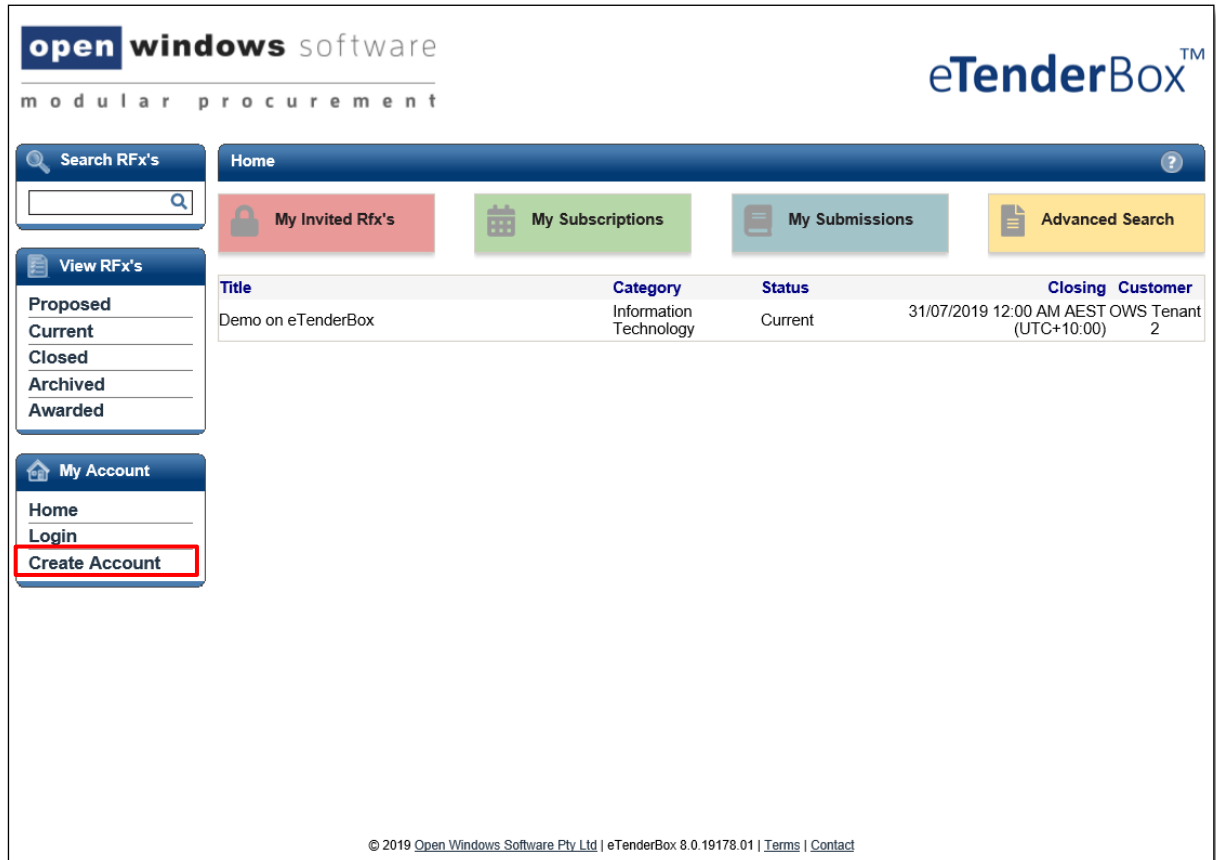 open windows software
modular procurement
eTenderBox™
Search RFx's
View RFx's
Proposed
Current
Closed
Archived
Awarded
My Account
Home
Login
Create Account
Home
?
My Invited Rfx's
My Subscriptions
My Submissions
Advanced Search
Title Category Status Closing Customer
Demo on eTenderBox Information Technology Current 31/07/2019 12:00 AM AEST (UTC+10:00) OWS Tenant 2
© 2019 Open Windows Software Pty Ltd | eTenderBox 8.0.19178.01 | Terms | Contact